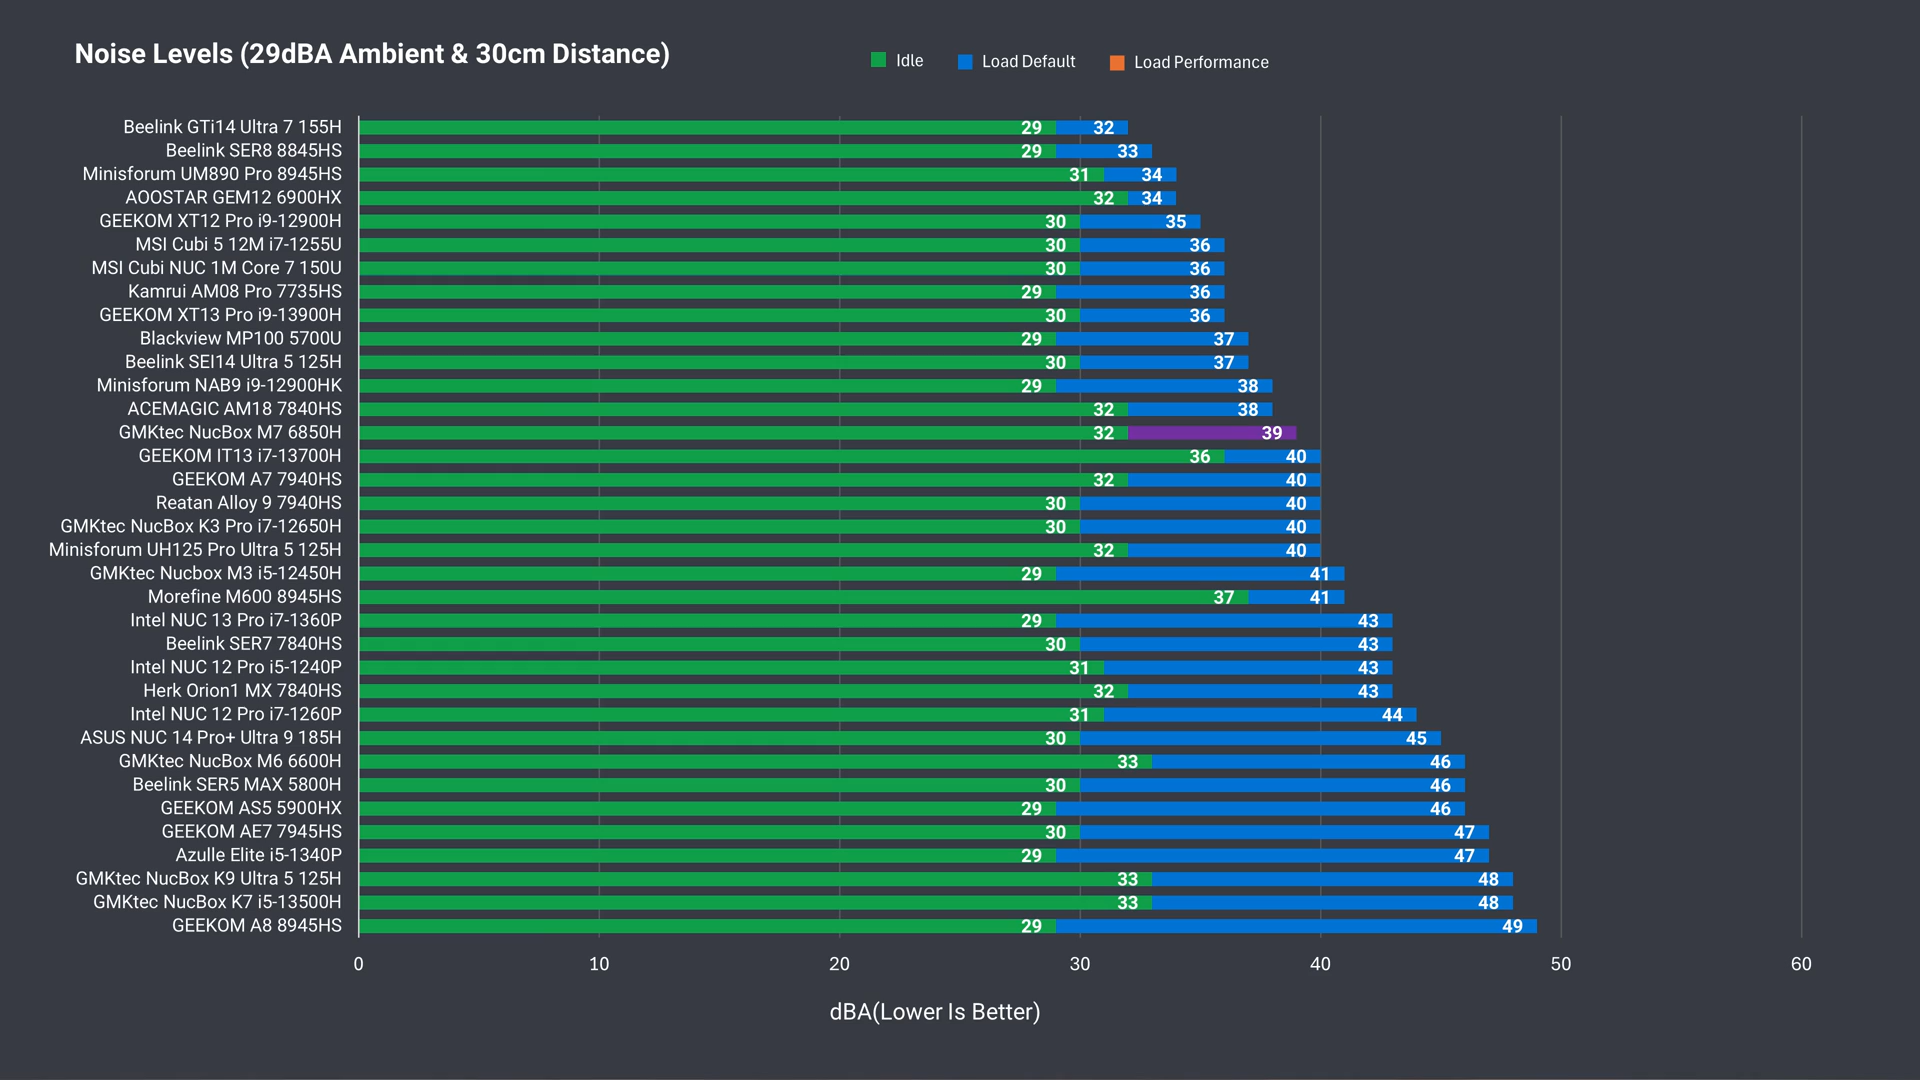 Noise Levels (29dBA Ambient & 30cm Distance)
Idle Load Default Load Performance
Beelink GTi14 Ultra 7 155H 29 32
Beelink SER8 8845HS 29 33
Minisforum UM890 Pro 8945HS 31 34
AOOSTAR GEM12 6900HX 32 34
GEEKOM XT12 Pro i9-12900H 30 35
MSI Cubi 5 12M i7-1255U 30 36
MSI Cubi NUC 1M Core 7 150U 30 36
Kamrui AM08 Pro 7735HS 29 36
GEEKOM XT13 Pro i9-13900H 30 36
Blackview MP100 5700U 29 37
Beelink SEI14 Ultra 5 125H 30 37
Minisforum NAB9 i9-12900HK 29 38
ACEMAGIC AM18 7840HS 32 38
GMKtec NucBox M7 6850H 32 39
GEEKOM IT13 i7-13700H 36 40
GEEKOM A7 7940HS 32 40
Reatan Alloy 9 7940HS 30 40
GMKtec NucBox K3 Pro i7-12650H 30 40
Minisforum UH125 Pro Ultra 5 125H 32 40
GMKtec Nucbox M3 i5-12450H 29 41
Morefine M600 8945HS 37 41
Intel NUC 13 Pro i7-1360P 29 43
Beelink SER7 7840HS 30 43
Intel NUC 12 Pro i5-1240P 31 43
Herk Orion1 MX 7840HS 32 43
Intel NUC 12 Pro i7-1260P 31 44
ASUS NUC 14 Pro+ Ultra 9 185H 30 45
GMKtec NucBox M6 6600H 33 46
Beelink SER5 MAX 5800H 30 46
GEEKOM AS5 5900HX 29 46
GEEKOM AE7 7945HS 30 47
Azulle Elite i5-1340P 29 47
GMKtec NucBox K9 Ultra 5 125H 33 48
GMKtec NucBox K7 i5-13500H 33 48
GEEKOM A8 8945HS 29 49
0 10 20 30 40 50 60
dBA(Lower Is Better)